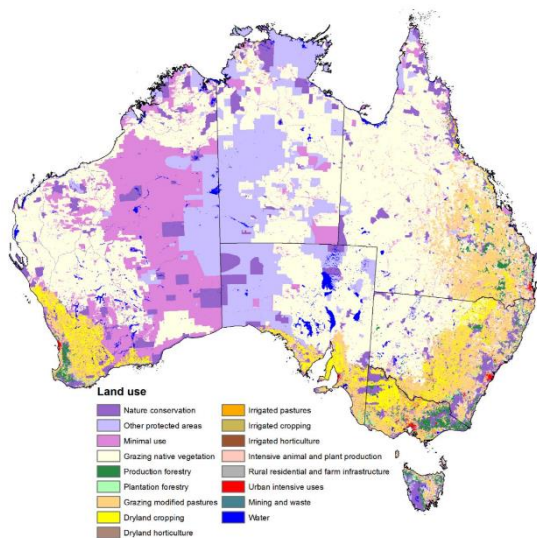 Land use
Nature conservation
Other protected areas
Minimal use
Grazing native vegetation
Production forestry
Plantation forestry
Grazing modified pastures
Dryland cropping
Dryland horticulture
Irrigated pastures
Irrigated cropping
Irrigated horticulture
Intensive animal and plant production
Rural residential and farm infrastructure
Urban intensive uses
Mining and waste
Water